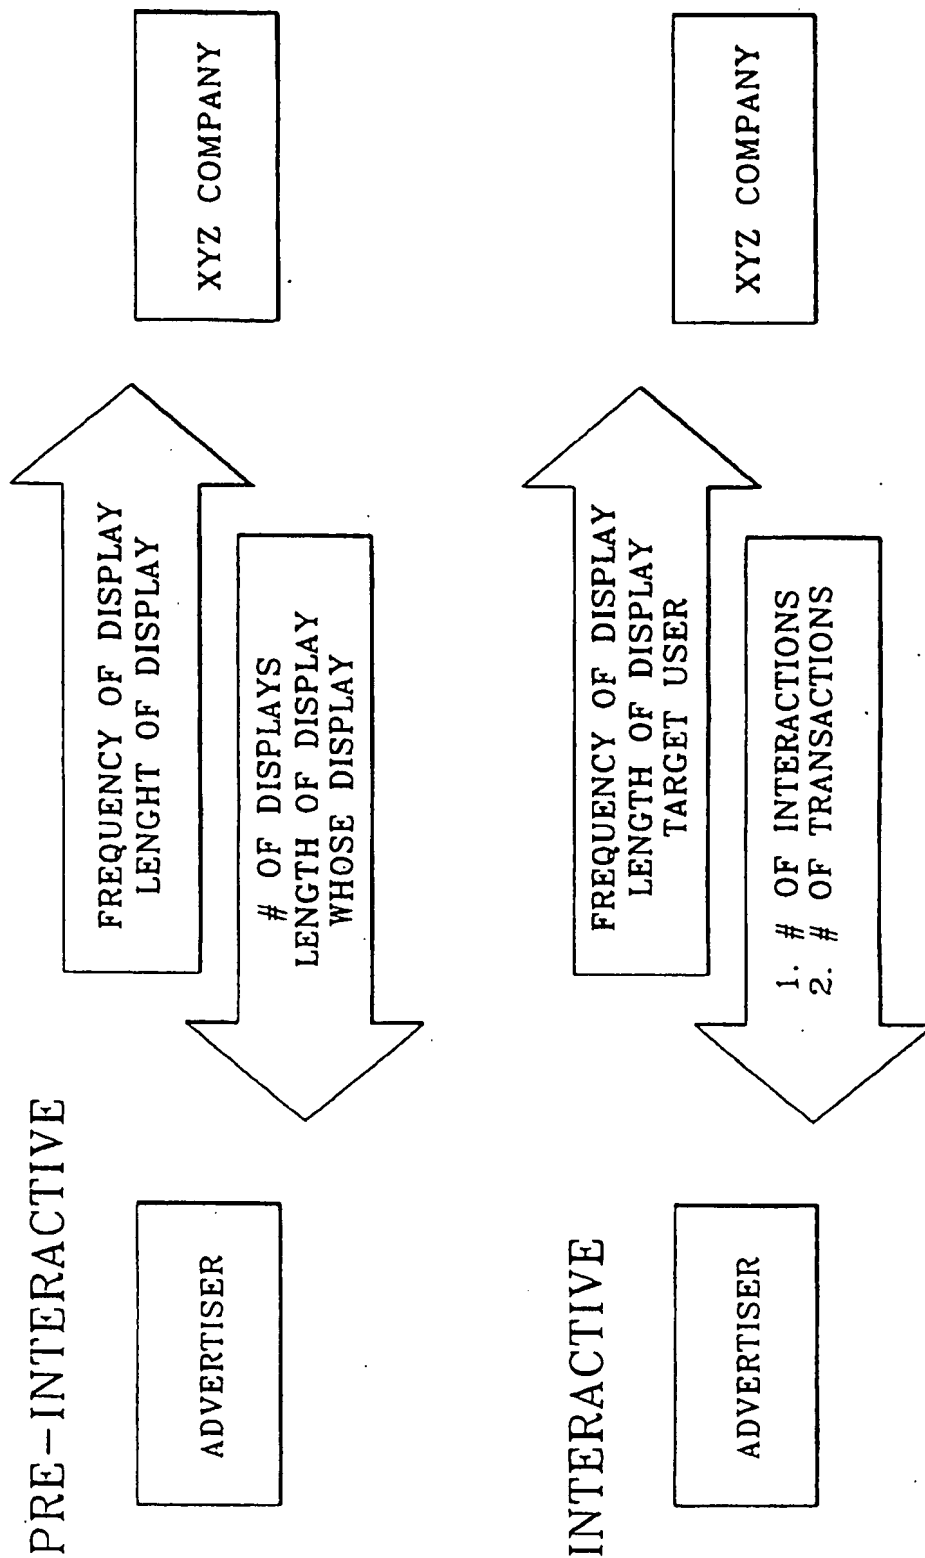 PRE-INTERACTIVE
ADVERTISER
FREQUENCY OF DISPLAY
LENGHT OF DISPLAY
# OF DISPLAYS
LENGTH OF DISPLAY
WHOSE DISPLAY
XYZ COMPANY
INTERACTIVE
ADVERTISER
FREQUENCY OF DISPLAY
LENGTH OF DISPLAY
TARGET USER
1. # OF INTERACTIONS
2. # OF TRANSACTIONS
XYZ COMPANY